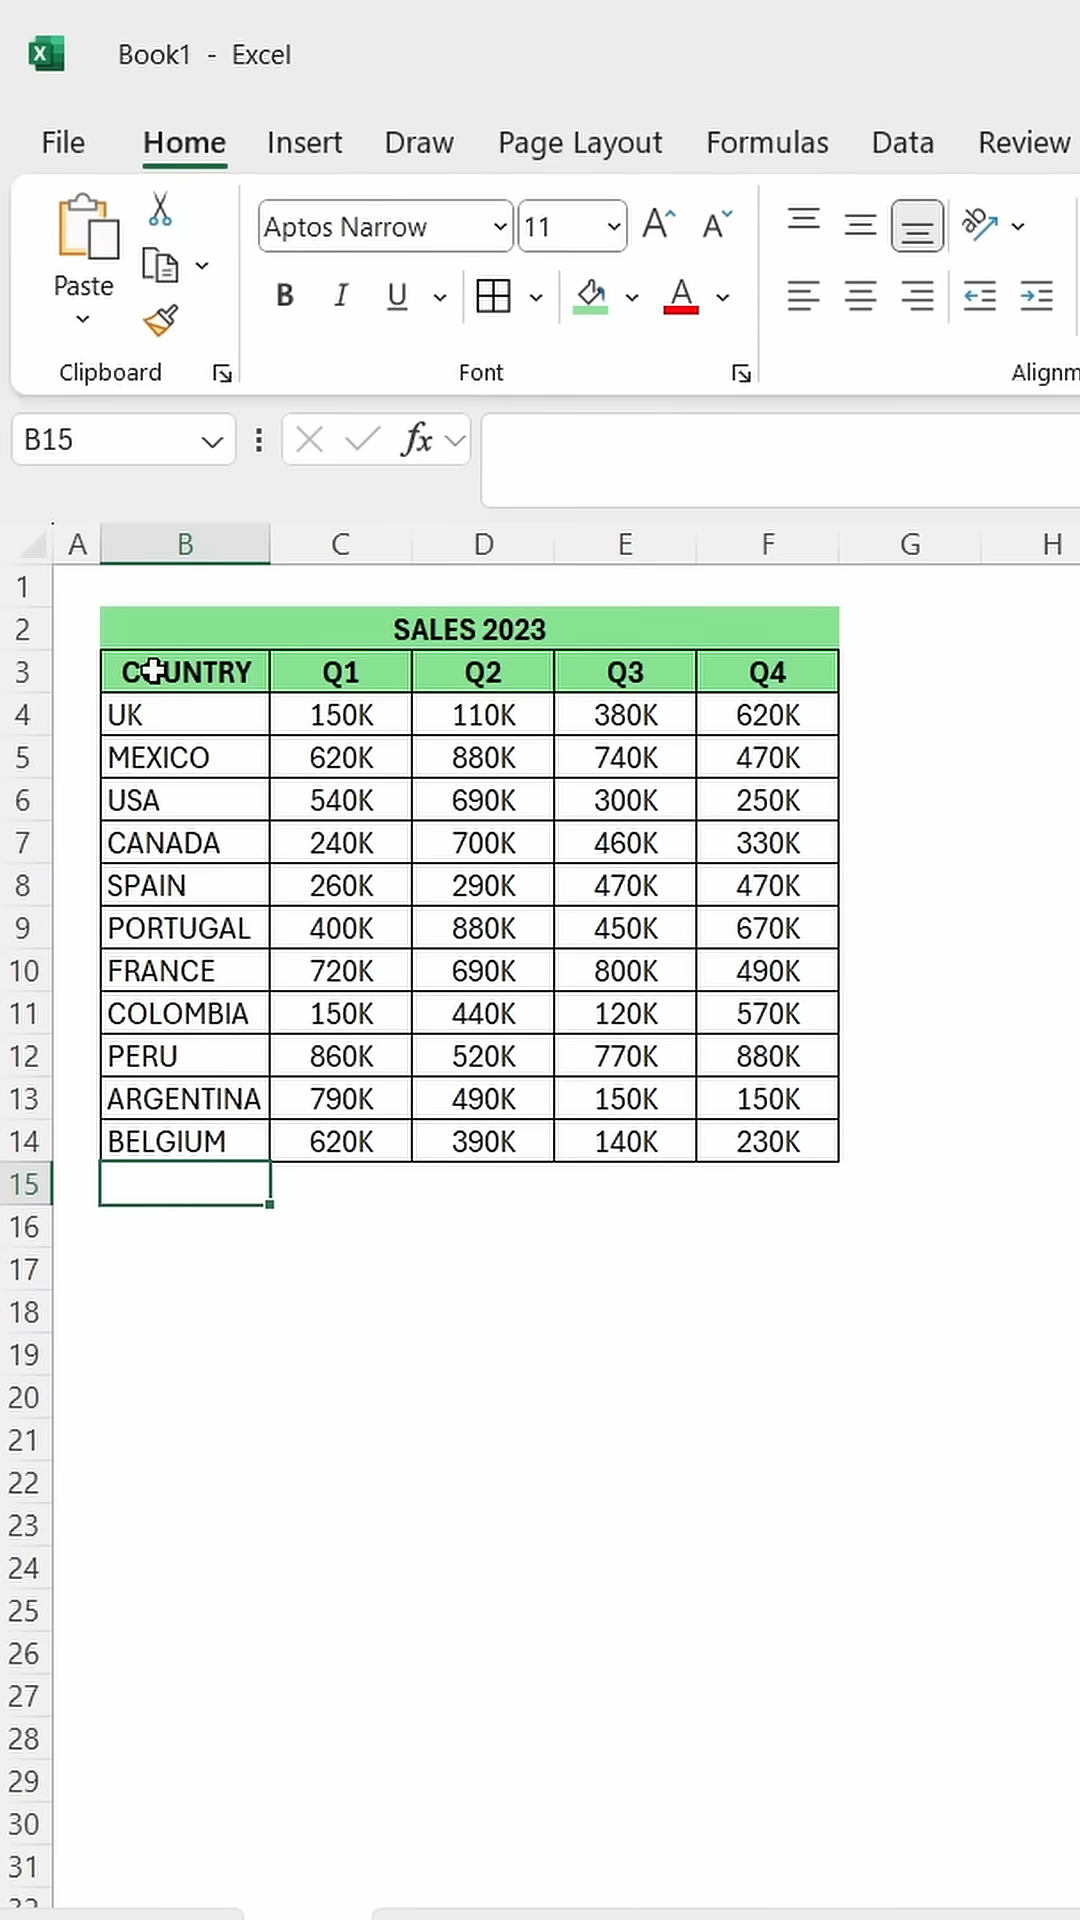 Book1 - Excel
File Home Insert Draw Page Layout Formulas Data Review
Aptos Narrow 11
Paste
B I U A
Clipboard Font Alignm
B15 fx
A B C D E F G H
1
2 SALES 2023
3 COUNTRY Q1 Q2 Q3 Q4
4 UK 150K 110K 380K 620K
5 MEXICO 620K 880K 740K 470K
6 USA 540K 690K 300K 250K
7 CANADA 240K 700K 460K 330K
8 SPAIN 260K 290K 470K 470K
9 PORTUGAL 400K 880K 450K 670K
10 FRANCE 720K 690K 800K 490K
11 COLOMBIA 150K 440K 120K 570K
12 PERU 860K 520K 770K 880K
13 ARGENTINA 790K 490K 150K 150K
14 BELGIUM 620K 390K 140K 230K
15
16
17
18
19
20
21
22
23
24
25
26
27
28
29
30
31